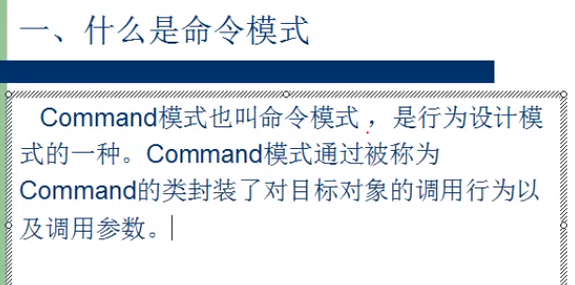 一、什么是命令模式
Command模式也叫命令模式 ，是行为设计模
式的一种。Command模式通过被称为
Command的类封装了对目标对象的调用行为以
及调用参数。